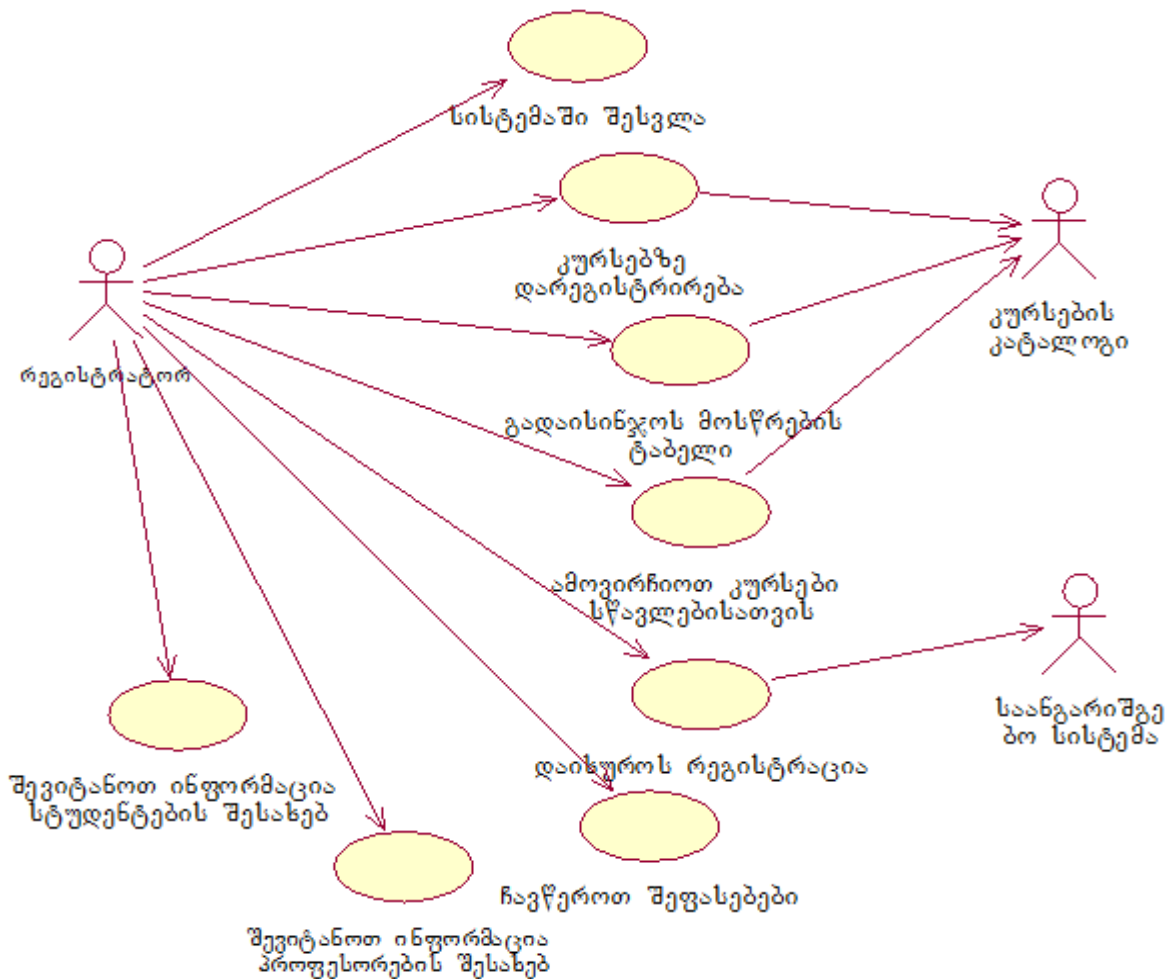 სისტემაში შესვლა
კურსებზე
დარეგისტრირება
კურსების
კატალოგი
რეგისტრატორ
გადაისინჯოს მოსწრების
ტაბელი
ამოვირჩიოთ კურსები
სწავლებისათვის
საანგარიშგე
ბო სისტემა
დაისუროს რეგისტრაცია
შევიტანოთ ინფორმაცია
სტუდენტების შესახებ
ჩავწეროთ შეფასებები
შევიტანოთ ინფორმაცია
პროფესორების შესახებ